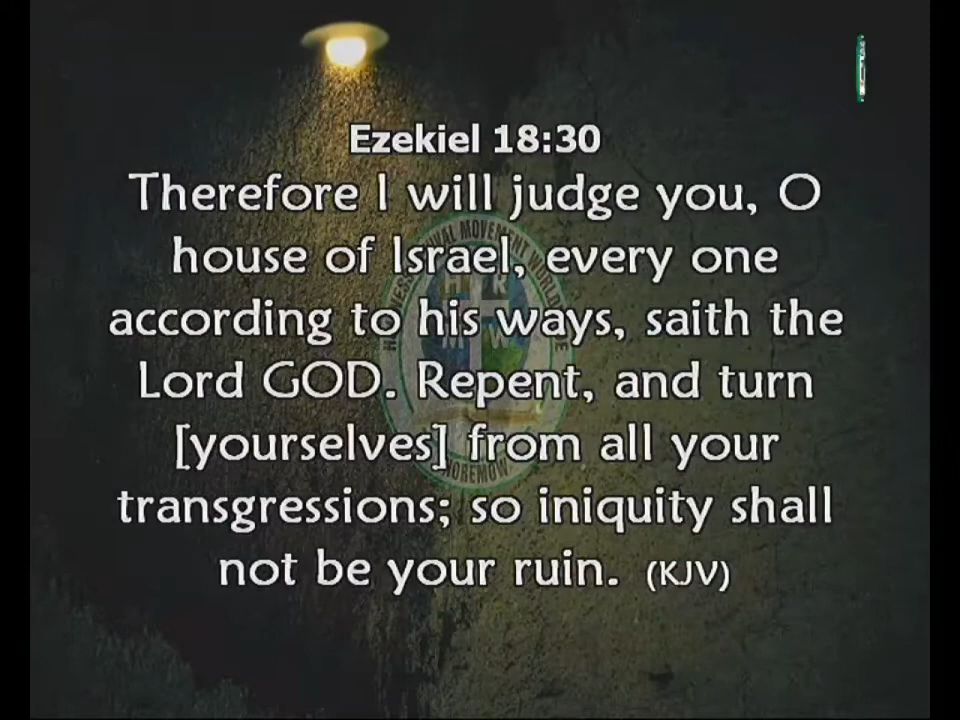 Ezekiel 18:30
Therefore I will judge you, O
house of Israel, every one
according to his ways, saith the
Lord GOD. Repent, and turn
[yourselves] from all your
transgressions; so iniquity shall
not be your ruin. (KJV)
H R
M W
HOREMOW